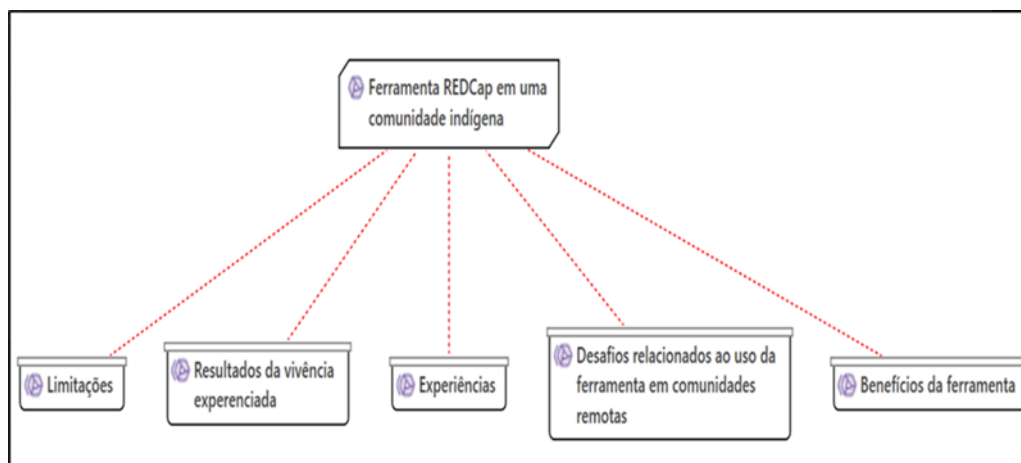 Ferramenta REDCap em uma
comunidade indígena
Limitações
Resultados da vivência
experenciada
Experiências
Desafios relacionados ao uso da
ferramenta em comunidades
remotas
Benefícios da ferramenta